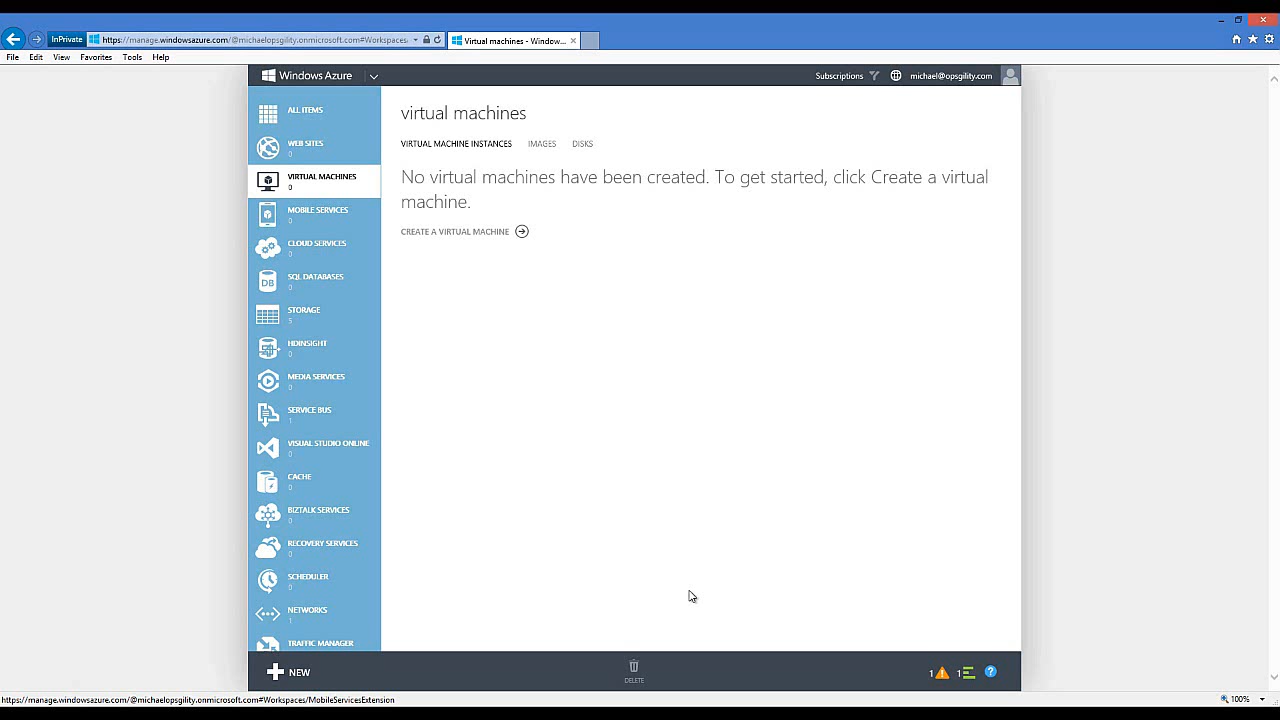 InPrivate
https://manage.windowsazure.com/@michaelopsgility.onmicrosoft.com#Workspaces
Virtual machines - Window...
File Edit View Favorites Tools Help
Windows Azure
Subscriptions
michael@opsgility.com
ALL ITEMS
WEB SITES
0
VIRTUAL MACHINES
0
MOBILE SERVICES
0
CLOUD SERVICES
0
SQL DATABASES
0
DB
STORAGE
5
HDINSIGHT
0
MEDIA SERVICES
0
SERVICE BUS
1
VISUAL STUDIO ONLINE
0
CACHE
0
BIZTALK SERVICES
0
RECOVERY SERVICES
0
SCHEDULER
0
NETWORKS
1
TRAFFIC MANAGER
virtual machines
VIRTUAL MACHINE INSTANCES IMAGES DISKS
No virtual machines have been created. To get started, click Create a virtual
machine.
CREATE A VIRTUAL MACHINE
NEW
DELETE
1
1
?
https://manage.windowsazure.com/@michaelopsgility.onmicrosoft.com#Workspaces/MobileServicesExtension
100%